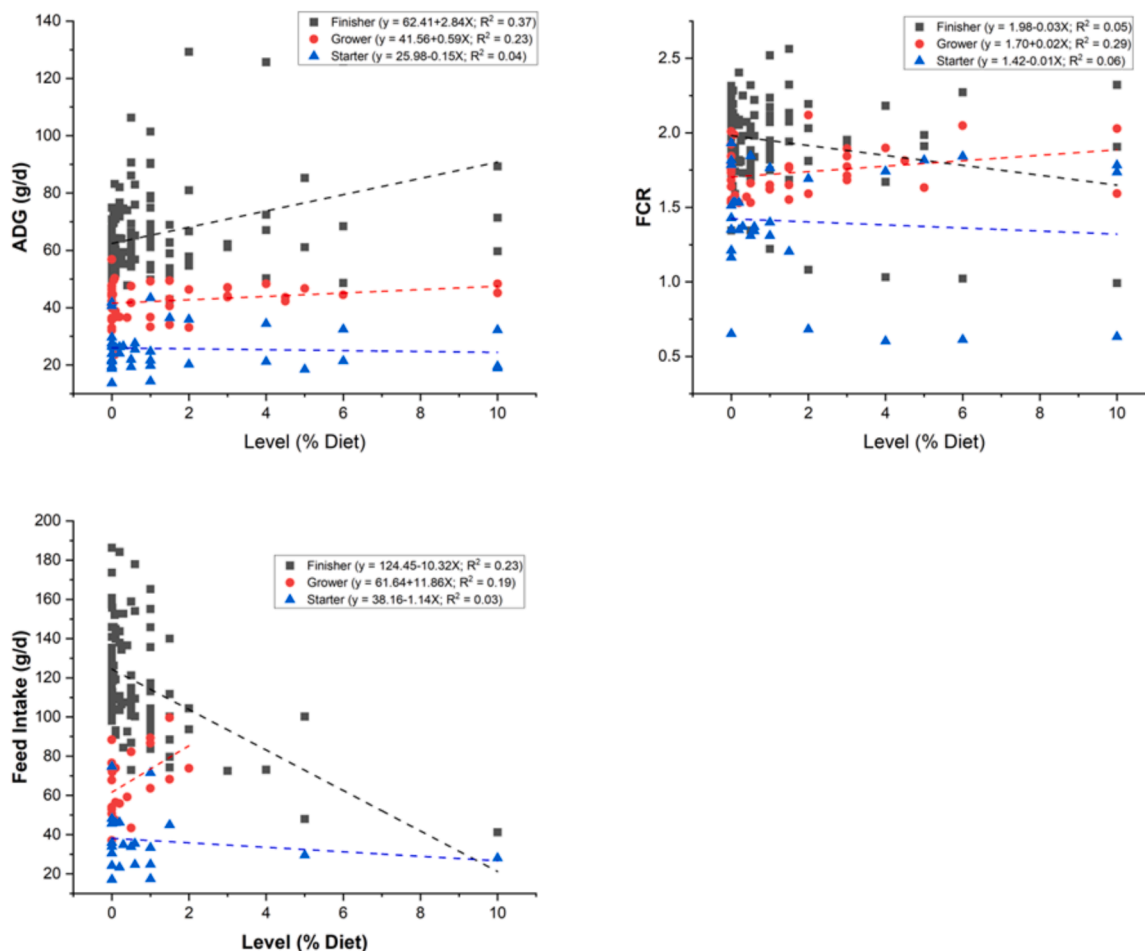 140
120
100
80
60
40
20
ADG (g/d)
Finisher (y = 62.41+2.84X; R² = 0.37)
Grower (y = 41.56+0.59X; R² = 0.23)
Starter (y = 25.98-0.15X; R² = 0.04)
0 2 4 6 8 10
Level (% Diet)
2.5
2.0
1.5
1.0
0.5
FCR
Finisher (y = 1.98-0.03X; R² = 0.05)
Grower (y = 1.70+0.02X; R² = 0.29)
Starter (y = 1.42-0.01X; R² = 0.06)
0 2 4 6 8 10
Level (% Diet)
200
180
160
140
120
100
80
60
40
20
Feed Intake (g/d)
Finisher (y = 124.45-10.32X; R² = 0.23)
Grower (y = 61.64+11.86X; R² = 0.19)
Starter (y = 38.16-1.14X; R² = 0.03)
0 2 4 6 8 10
Level (% Diet)